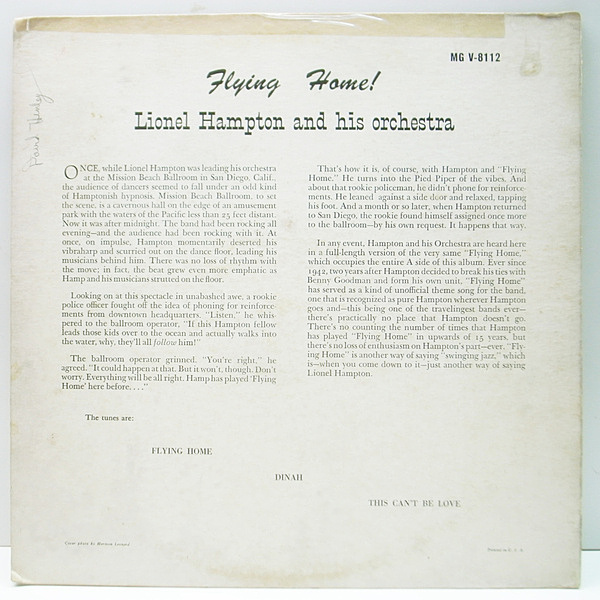 MG V-8112
Flying Home!
Lionel Hampton and his orchestra
ONCE, while Lionel Hampton was leading his orchestra
at the Mission Beach Ballroom in San Diego, Calif.,
the audience of dancers seemed to fall under an odd kind
of Hamptonish hypnosis. Mission Beach Ballroom, to set
the scene, is a cavernous hall on the edge of an amusement
park with the waters of the Pacific less than 25 feet distant.
Now it was after midnight. The band had been rocking all
evening—and the audience had been rocking with it. At
once, on impulse, Hampton momentarily deserted his
vibraharp and scurried out on the dance floor, leading his
musicians behind him. There was no loss of rhythm with
the move; in fact, the beat grew even more emphatic as
Hamp and his musicians strutted on the floor.
Looking on at this spectacle in unabashed awe, a rookie
police officer fought off the idea of phoning for reinforce-
ments from downtown headquarters. "Listen," he whis-
pered to the ballroom operator, "If this Hampton fellow
leads those kids over to the ocean and actually walks into
the water, why, they'll all follow him!"
The ballroom operator grinned. "You're right," he
agreed. "It could happen at that. But it won't, though. Don't
worry. Everything will be all right. Hamp has played 'Flying
Home' here before. . . ."
That's how it is, of course, with Hampton and "Flying
Home." He turns into the Pied Piper of the vibes. And
about that rookie policeman, he didn't phone for reinforce-
ments. He leaned against a side door and relaxed, tapping
his foot. And a month or so later, when Hampton returned
to San Diego, the rookie found himself assigned once more
to the ballroom—by his own request. It happens that way.
In any event, Hampton and his Orchestra are heard here
in a full-length version of the very same "Flying Home,"
which occupies the entire A side of this album. Ever since
1942, two years after Hampton decided to break his ties with
Benny Goodman and form his own unit, "Flying Home"
has served as a kind of unofficial theme song for the band,
one that is recognized as pure Hampton wherever Hampton
goes and—this being one of the travelingest bands ever—
there's practically no place that Hampton doesn't go.
There's no counting the number of times that Hampton
has played "Flying Home" in upwards of 15 years, but
there's no loss of enthusiasm on Hampton's part—ever. "Fly-
ing Home" is another way of saying "swinging jazz," which
is—when you come down to it—just another way of saying
Lionel Hampton.
The tunes are:
FLYING HOME
DINAH
THIS CAN'T BE LOVE
Cover photo by Herman Leonard
Printed in U. S. A.